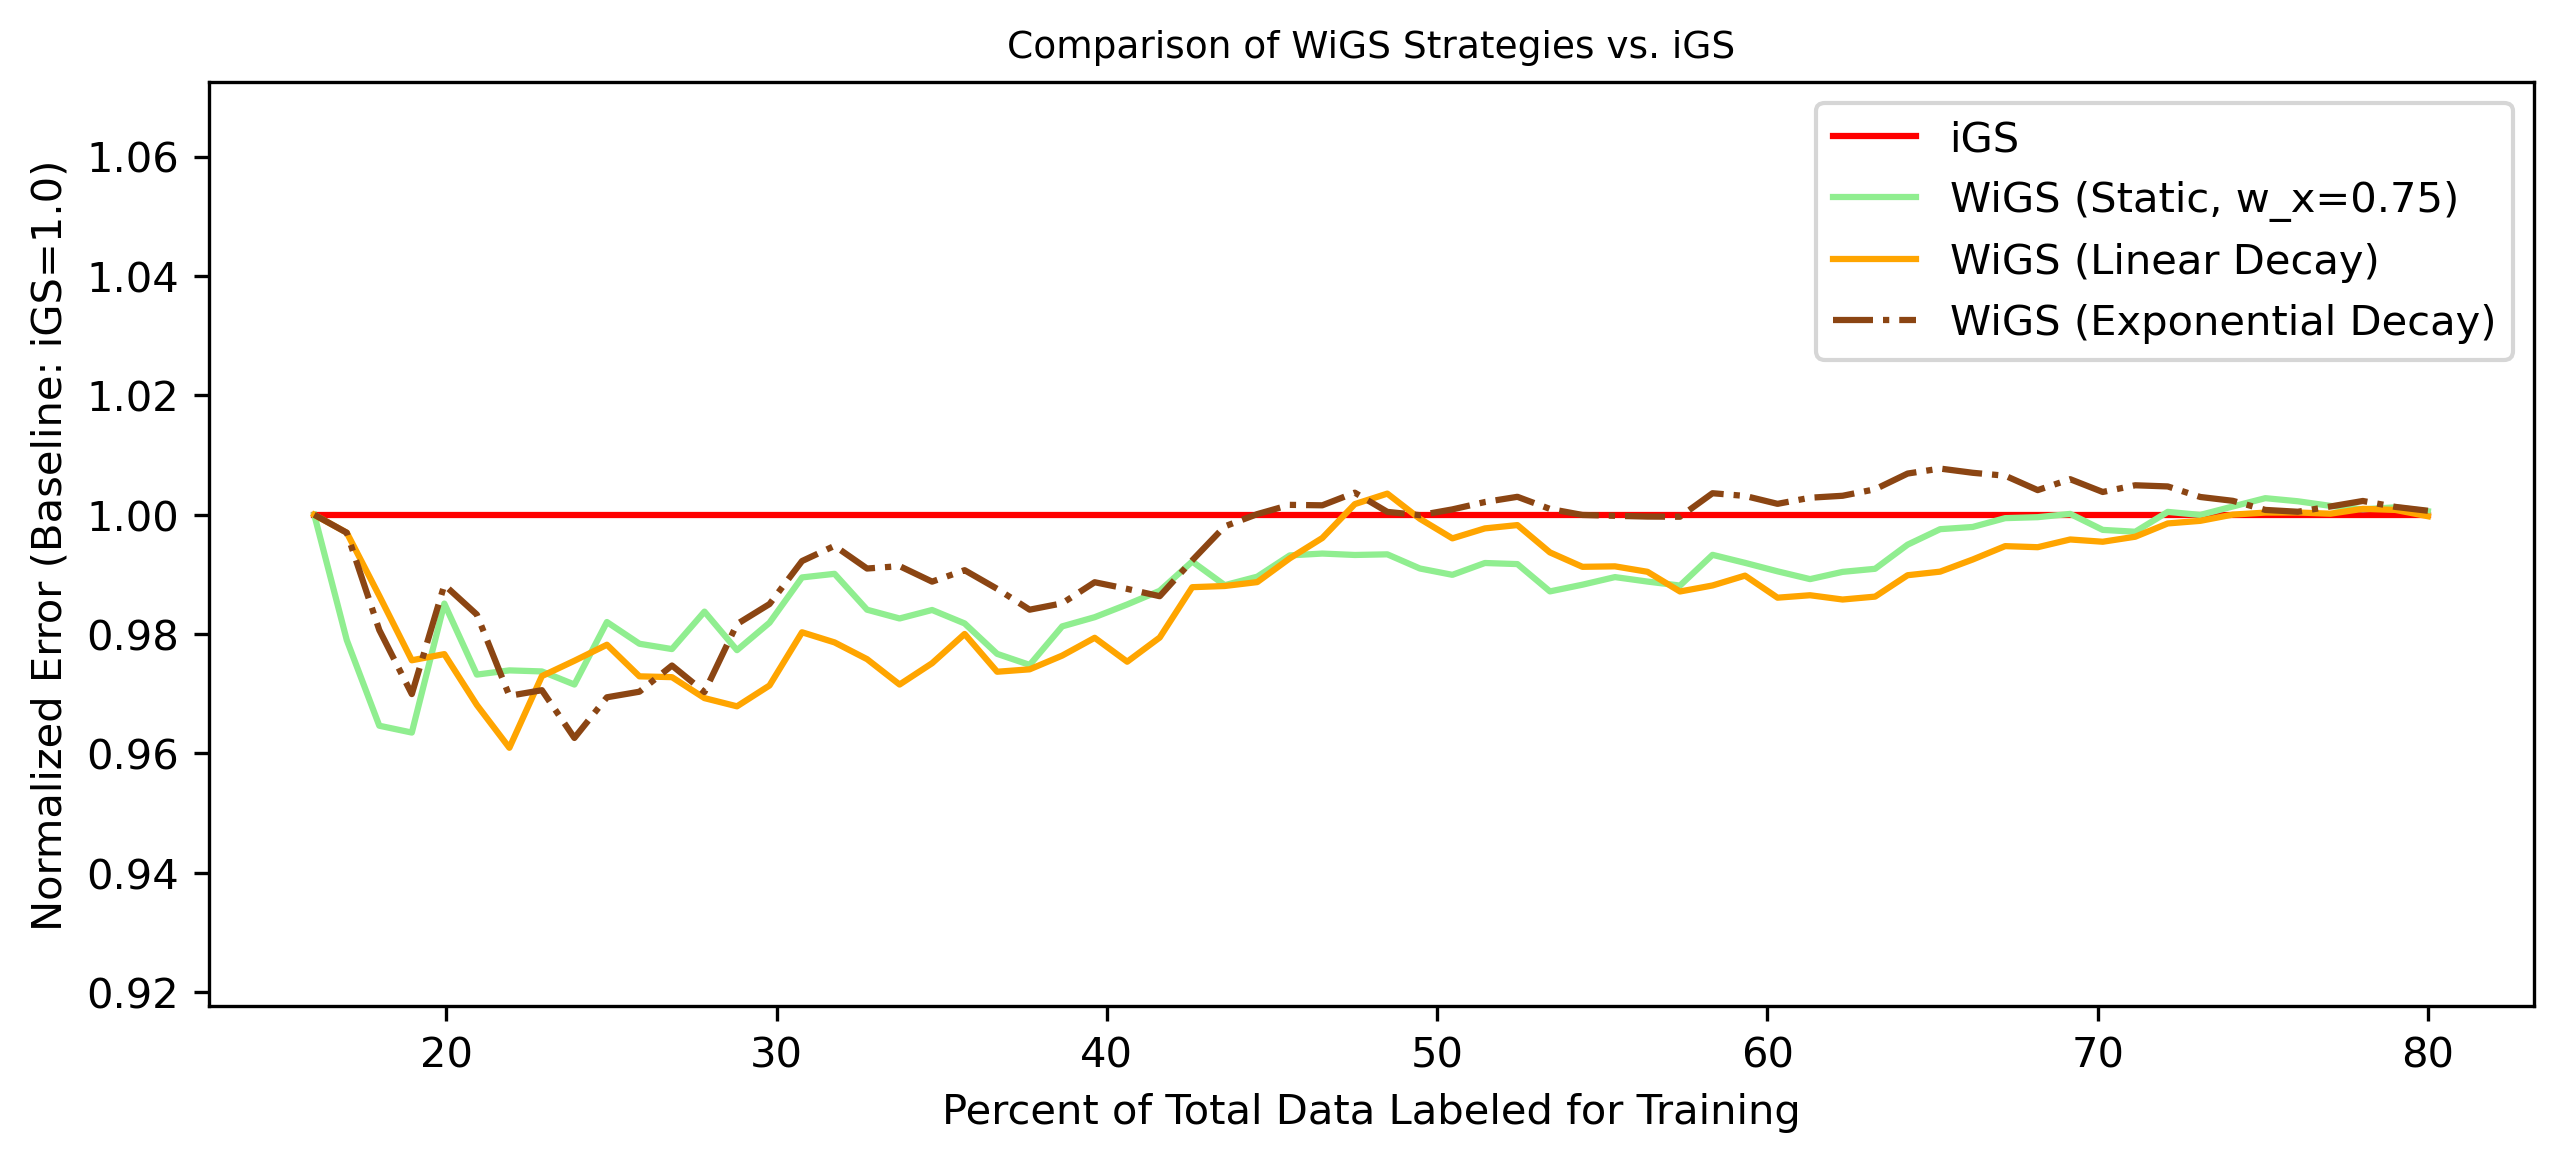 Comparison of WiGS Strategies vs. iGS
Normalized Error (Baseline: iGS=1.0)
1.06
1.04
1.02
1.00
0.98
0.96
0.94
0.92
iGS
WiGS (Static, w_x=0.75)
WiGS (Linear Decay)
WiGS (Exponential Decay)
20 30 40 50 60 70 80
Percent of Total Data Labeled for Training